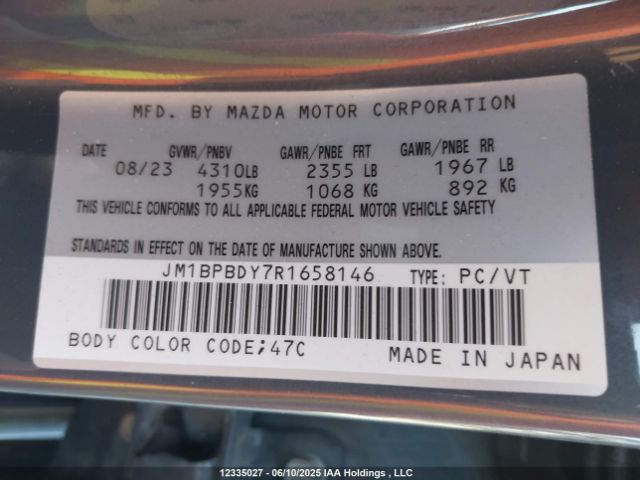 MFD. BY MAZDA MOTOR CORPORATION
DATE GVWR/PNBV GAWR/PNBE FRT GAWR/PNBE RR
08/23 4310LB 2355 LB 1967 LB
1955KG 1068 KG 892 KG
THIS VEHICLE CONFORMS TO ALL APPLICABLE FEDERAL MOTOR VEHICLE SAFETY
STANDARDS IN EFFECT ON THE DATE OF MANUFACTURE SHOWN ABOVE.
JM1BPBDY7R1658146 TYPE: PC/VT
BODY COLOR CODE;47C MADE IN JAPAN
12335027 - 06/10/2025 IAA Holdings , LLC